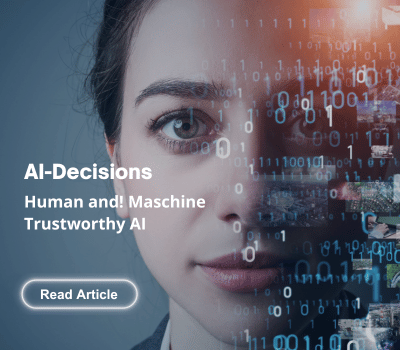 AI-Decisions
Human and! Maschine
Trustworthy AI
Read Article